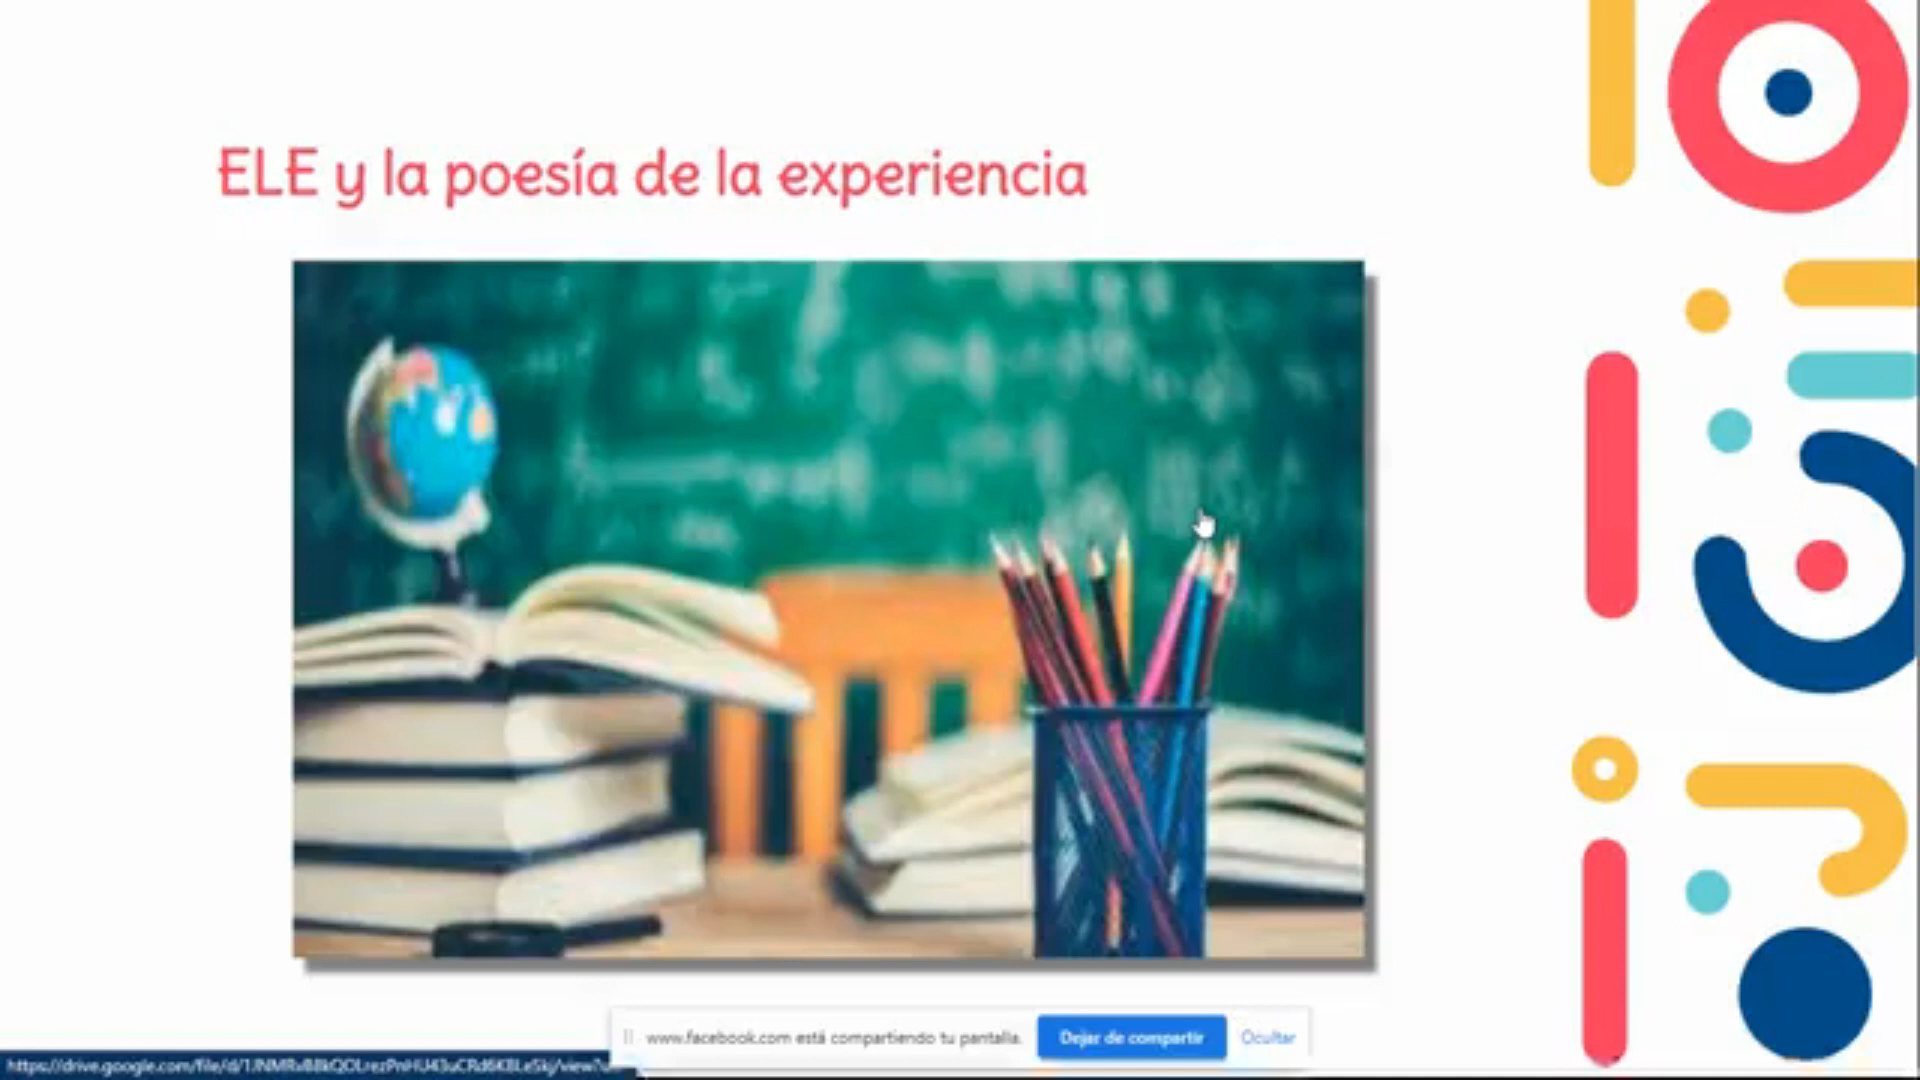 ELE y la poesía de la experiencia
www.facebook.com está compartiendo tu pantalla.
Dejar de compartir
Ocultar